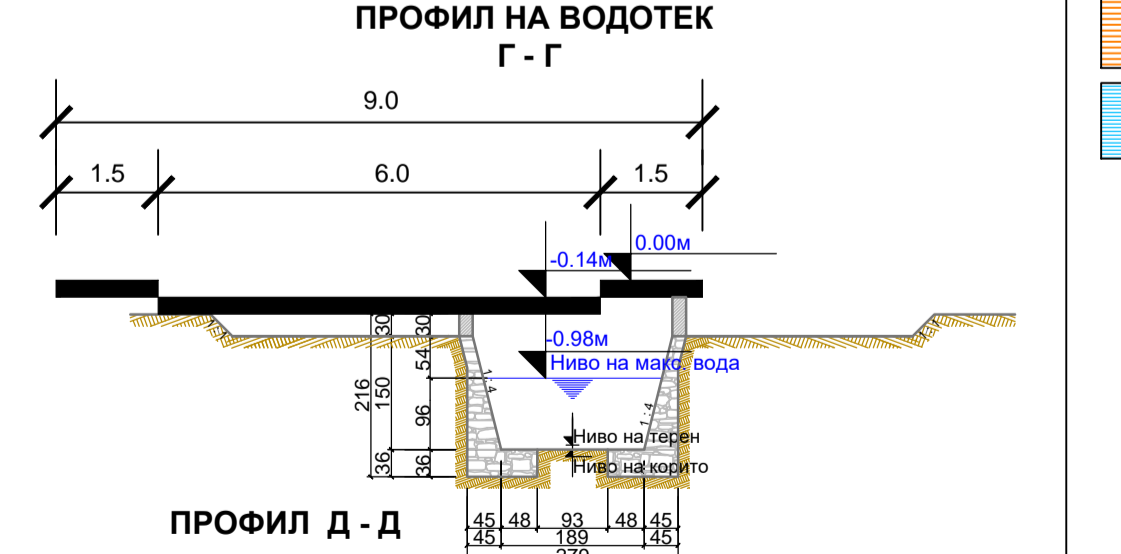 ПРОФИЛ НА ВОДОТЕК
Г - Г
9.0
1.5 6.0 1.5
0.00м
-0.14м
30 30
-0.98м
54
Ниво на макс. вода
1:4
216 150
96
1:4
Ниво на терен
36 36
Ниво на корито
ПРОФИЛ Д - Д
45 48 93 48 45
45 189 45
279